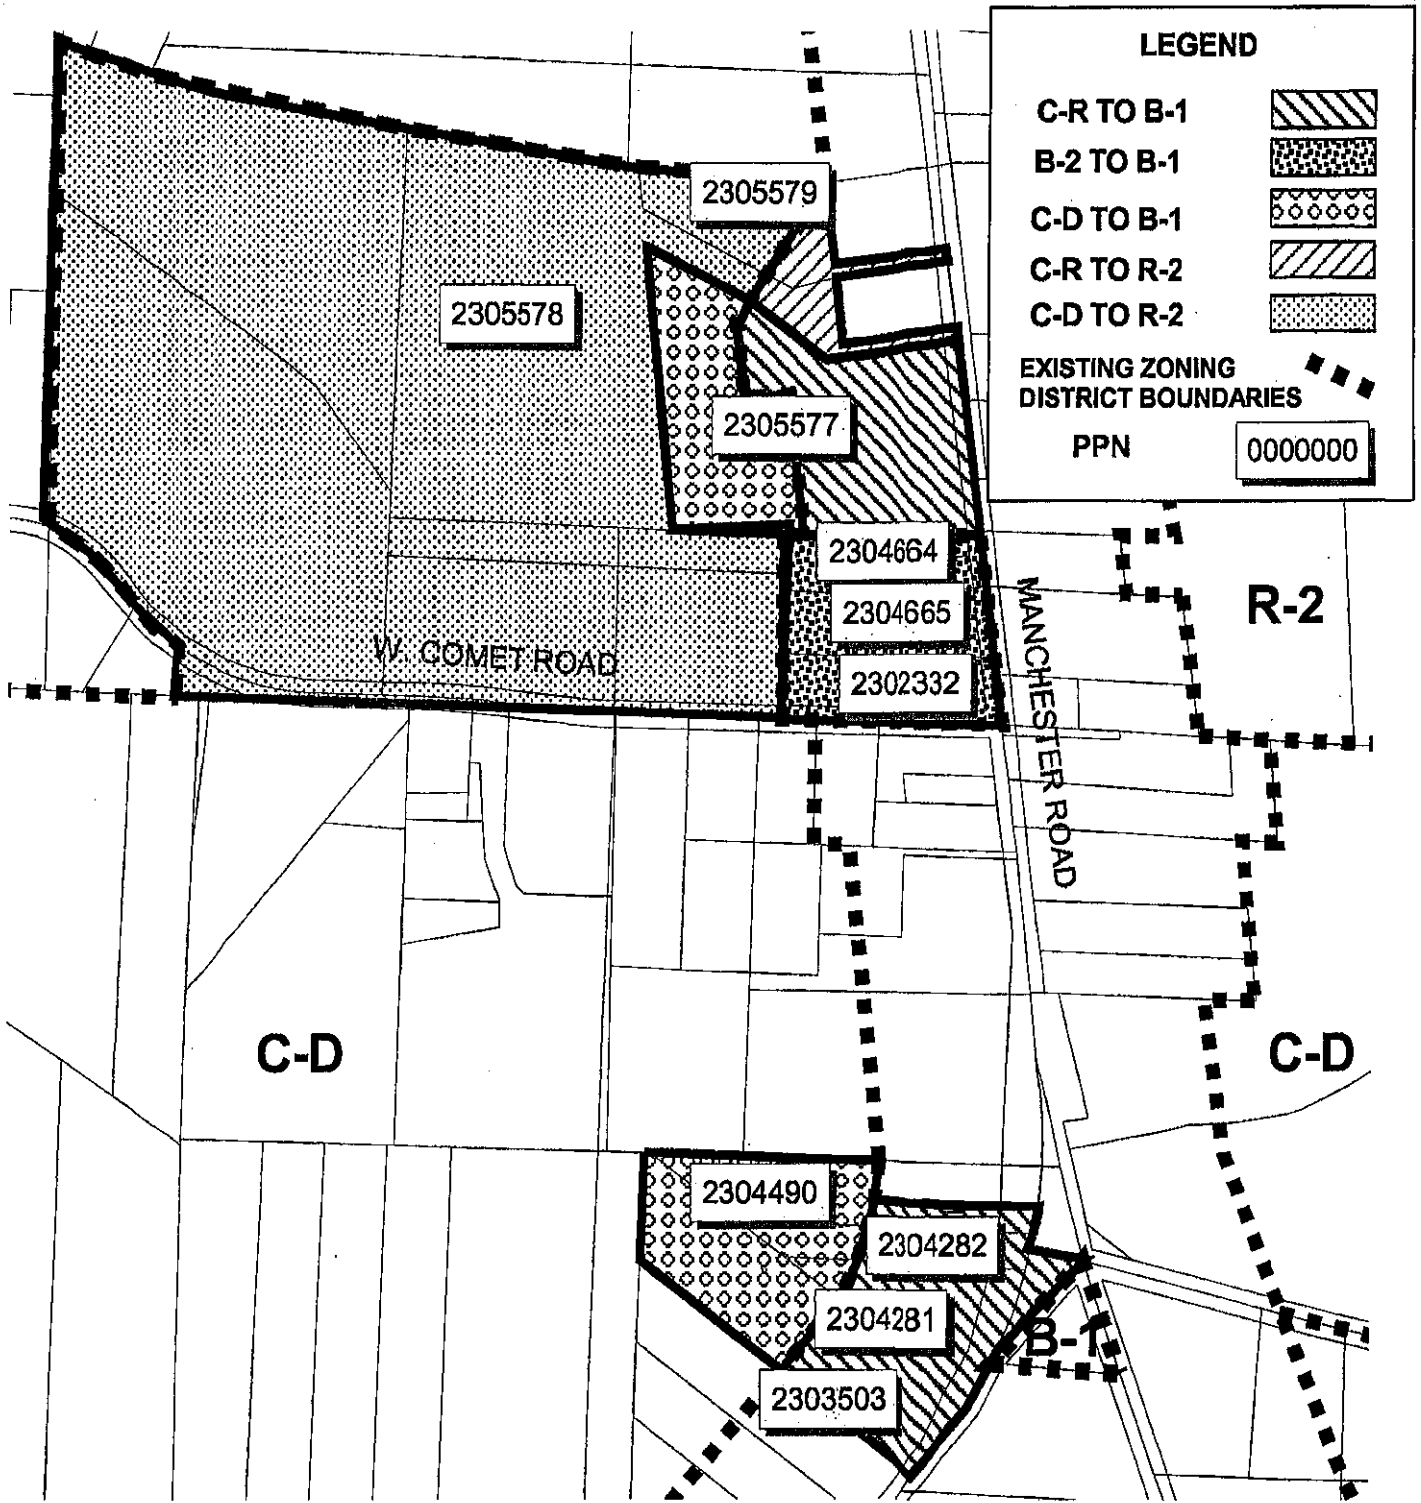 LEGEND
C-R TO B-1
B-2 TO B-1
C-D TO B-1
C-R TO R-2
C-D TO R-2
EXISTING ZONING
DISTRICT BOUNDARIES
PPN 0000000
2305579
2305578
2305577
2304664
2304665
2302332
R-2
W. COMET ROAD
MANCHESTER ROAD
C-D
C-D
2304490
2304282
2304281
B-1
2303503